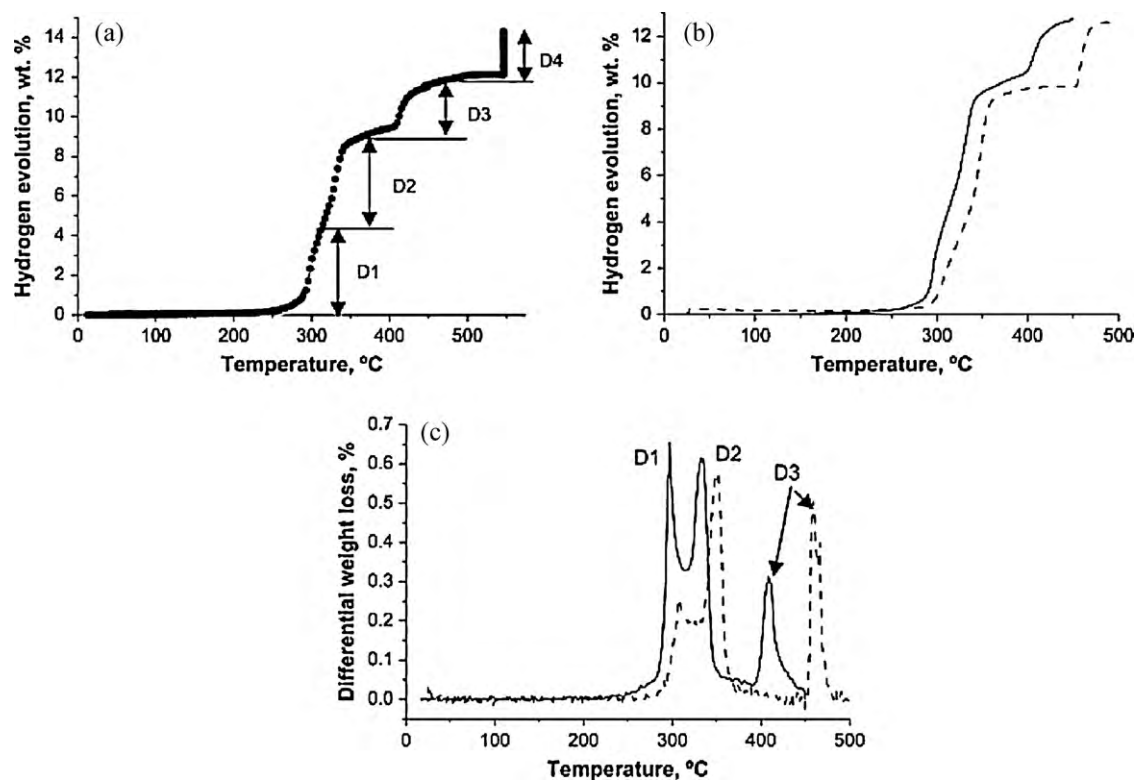 (a)
Hydrogen evolution, wt. %
14
12
10
8
6
4
2
0
D4
D3
D2
D1
0 100 200 300 400 500
Temperature, ºC
(b)
Hydrogen evolution, wt. %
12
10
8
6
4
2
0
0 100 200 300 400 500
Temperature, ºC
(c)
Differential weight loss, %
0.7
0.6
0.5
0.4
0.3
0.2
0.1
0.0
D1 D2
D3
0 100 200 300 400 500
Temperature, ºC